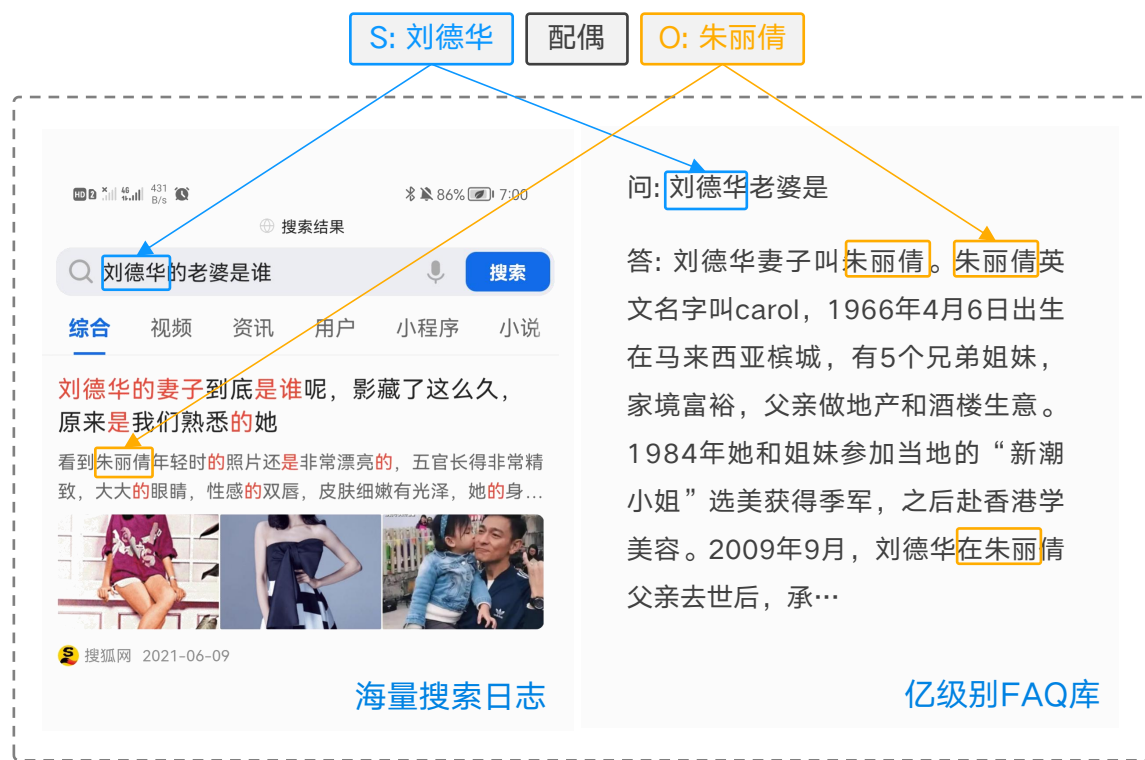 S: 刘德华 配偶 O: 朱丽倩
HD 2 4G 431 B/s 86% 7:00
搜索结果
刘德华的老婆是谁 搜索
综合 视频 资讯 用户 小程序 小说
刘德华的妻子到底是谁呢，影藏了这么久，
原来是我们熟悉的她
看到朱丽倩年轻时的照片还是非常漂亮的，五官长得非常精
致，大大的眼睛，性感的双唇，皮肤细嫩有光泽，她的身...
搜狐网 2021-06-09
海量搜索日志
问: 刘德华老婆是
答: 刘德华妻子叫朱丽倩。朱丽倩英
文名字叫carol，1966年4月6日出生
在马来西亚槟城，有5个兄弟姐妹，
家境富裕，父亲做地产和酒楼生意。
1984年她和姐妹参加当地的“新潮
小姐”选美获得季军，之后赴香港学
美容。2009年9月，刘德华在朱丽倩
父亲去世后，承…
亿级别FAQ库